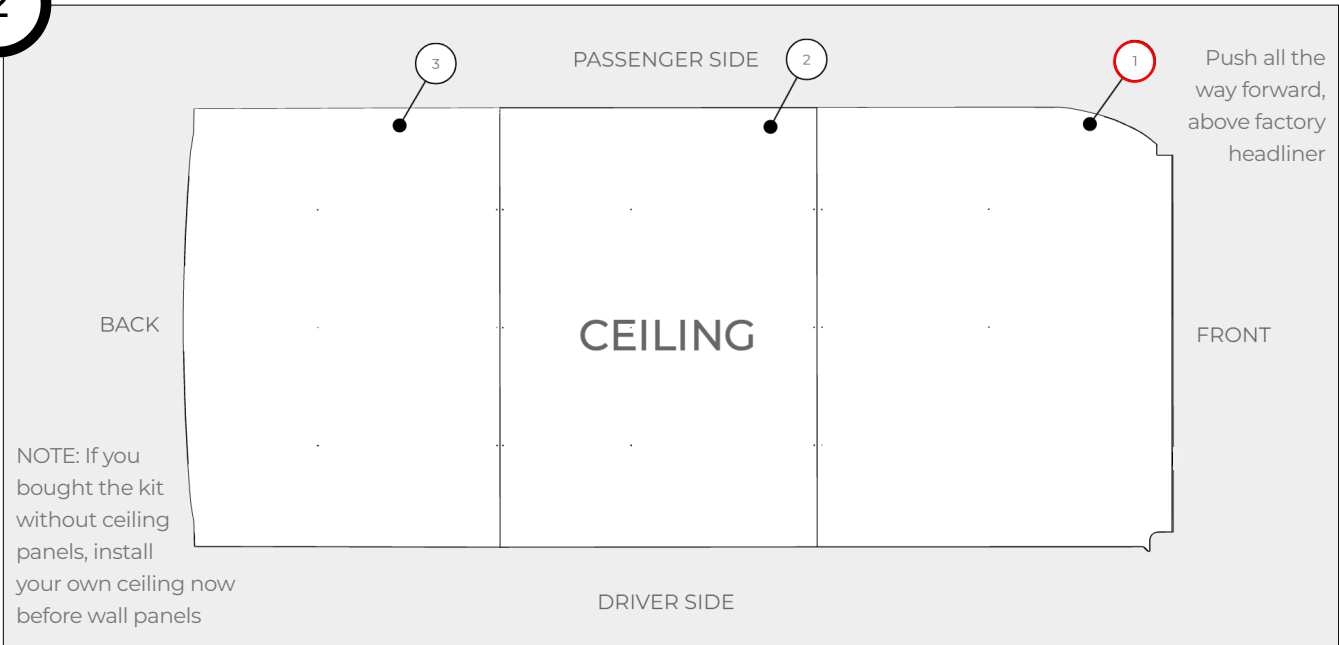 2
3
PASSENGER SIDE
2
1
Push all the
way forward,
above factory
headliner
BACK
CEILING
FRONT
NOTE: If you
bought the kit
without ceiling
panels, install
your own ceiling now
before wall panels
DRIVER SIDE